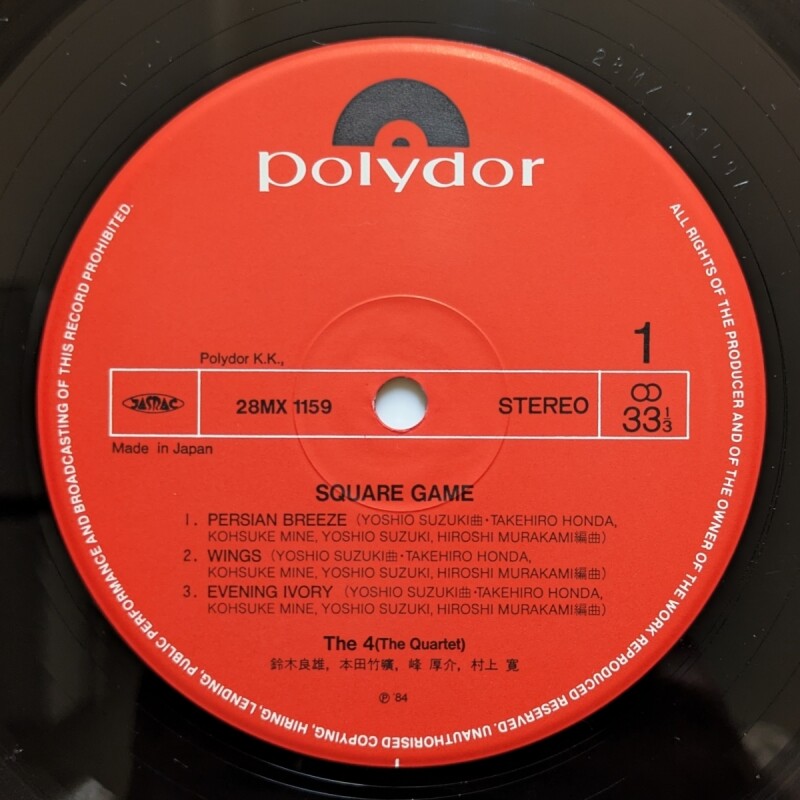 polydor
ALL RIGHTS OF THE PRODUCER AND OF THE OWNER OF THE WORK REPRODUCED RESERVED. UNAUTHORISED COPYING, HIRING, LENDING, PUBLIC PERFORMANCE AND BROADCASTING OF THIS RECORD PROHIBITED.
1
Polydor K.K.,
JASRAC
28MX 1159
STEREO
33 1/3
Made in Japan
SQUARE GAME
1. PERSIAN BREEZE (YOSHIO SUZUKI曲・TAKEHIRO HONDA,
KOHSUKE MINE, YOSHIO SUZUKI, HIROSHI MURAKAMI編曲)
2. WINGS (YOSHIO SUZUKI曲・TAKEHIRO HONDA,
KOHSUKE MINE, YOSHIO SUZUKI, HIROSHI MURAKAMI編曲)
3. EVENING IVORY (YOSHIO SUZUKI曲・TAKEHIRO HONDA,
KOHSUKE MINE, YOSHIO SUZUKI, HIROSHI MURAKAMI編曲)
The 4(The Quartet)
鈴木良雄, 本田竹曠, 峰 厚介, 村上 寛
℗ '84